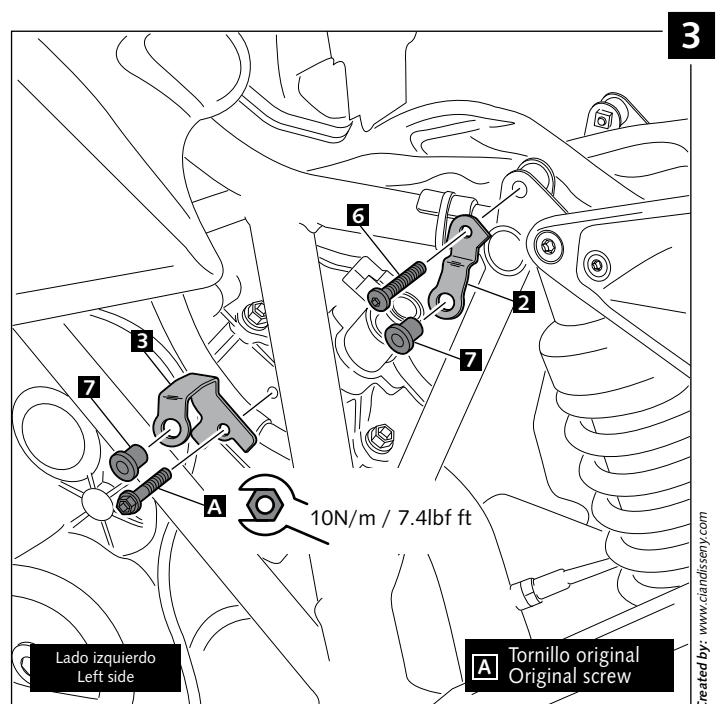 3
6
2
3
7
7
A
10N/m / 7.4lbf ft
Lado izquierdo
Left side
A Tornillo original
Original screw
Created by: www.ciandisseny.com